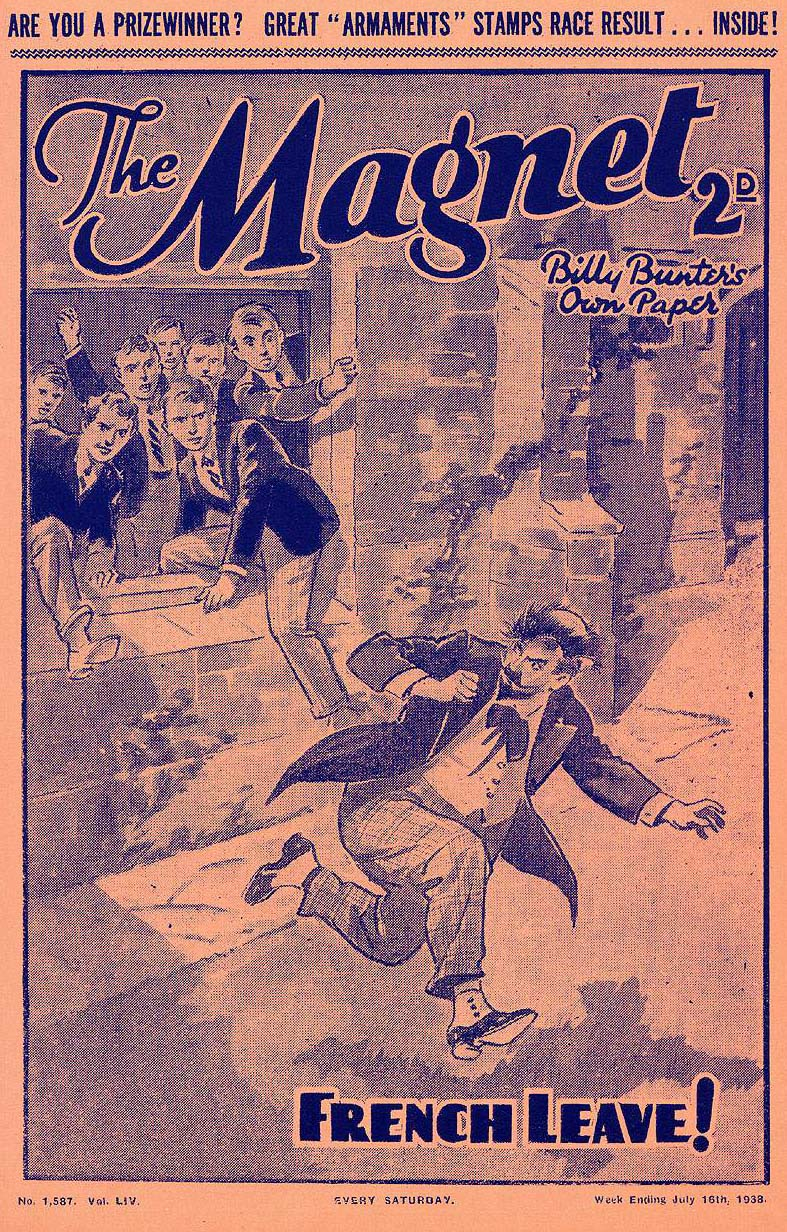 ARE YOU A PRIZEWINNER? GREAT "ARMAMENTS" STAMPS RACE RESULT... INSIDE!
The Magnet 2D
Billy Bunter's
Own Paper
FRENCH LEAVE!
No. 1,587. Vol. LIV. EVERY SATURDAY. Week Ending July 16th, 1938.